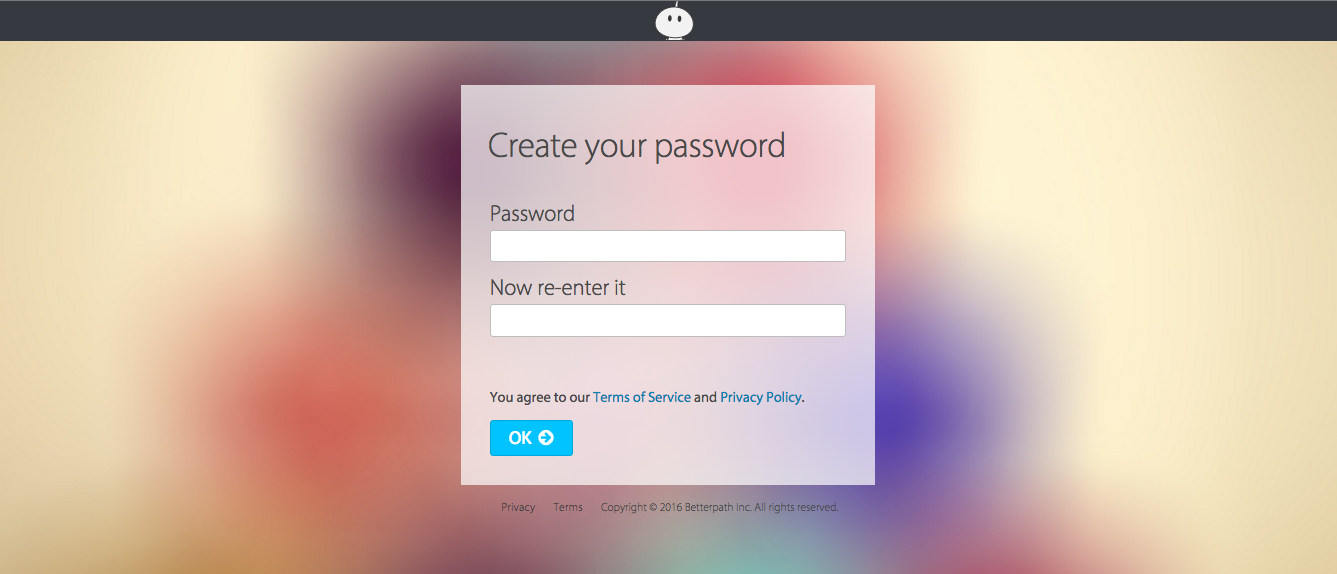 Create your password
Password
Now re-enter it
You agree to our Terms of Service and Privacy Policy.
OK
Privacy Terms Copyright © 2016 Betterpath Inc. All rights reserved.